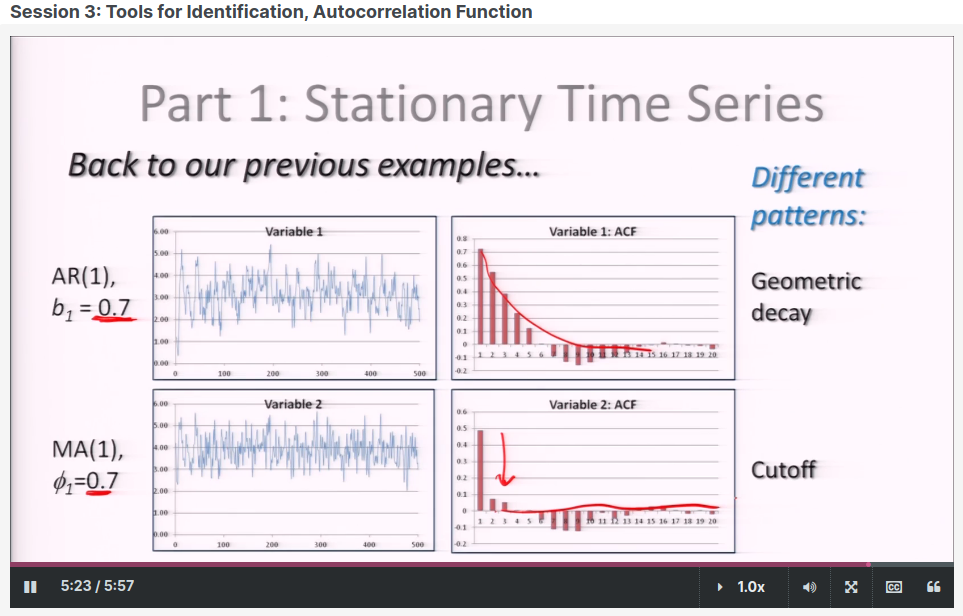 Session 3: Tools for Identification, Autocorrelation Function
Part 1: Stationary Time Series
Back to our previous examples...
Different
patterns:
AR(1),
b1 = 0.7
Variable 1
6.00
5.00
4.00
3.00
2.00
1.00
0.00
0 100 200 300 400 500
Variable 1: ACF
0.8
0.7
0.6
0.5
0.4
0.3
0.2
0.1
0
-0.1
-0.2
1 2 3 4 5 6 7 8 9 10 11 12 13 14 15 16 17 18 19 20
Geometric
decay
MA(1),
ϕ1=0.7
Variable 2
6.00
5.00
4.00
3.00
2.00
1.00
0.00
0 100 200 300 400 500
Variable 2: ACF
0.6
0.5
0.4
0.3
0.2
0.1
0
-0.1
-0.2
1 2 3 4 5 6 7 8 9 10 11 12 13 14 15 16 17 18 19 20
Cutoff
5:23 / 5:57
1.0x
CC